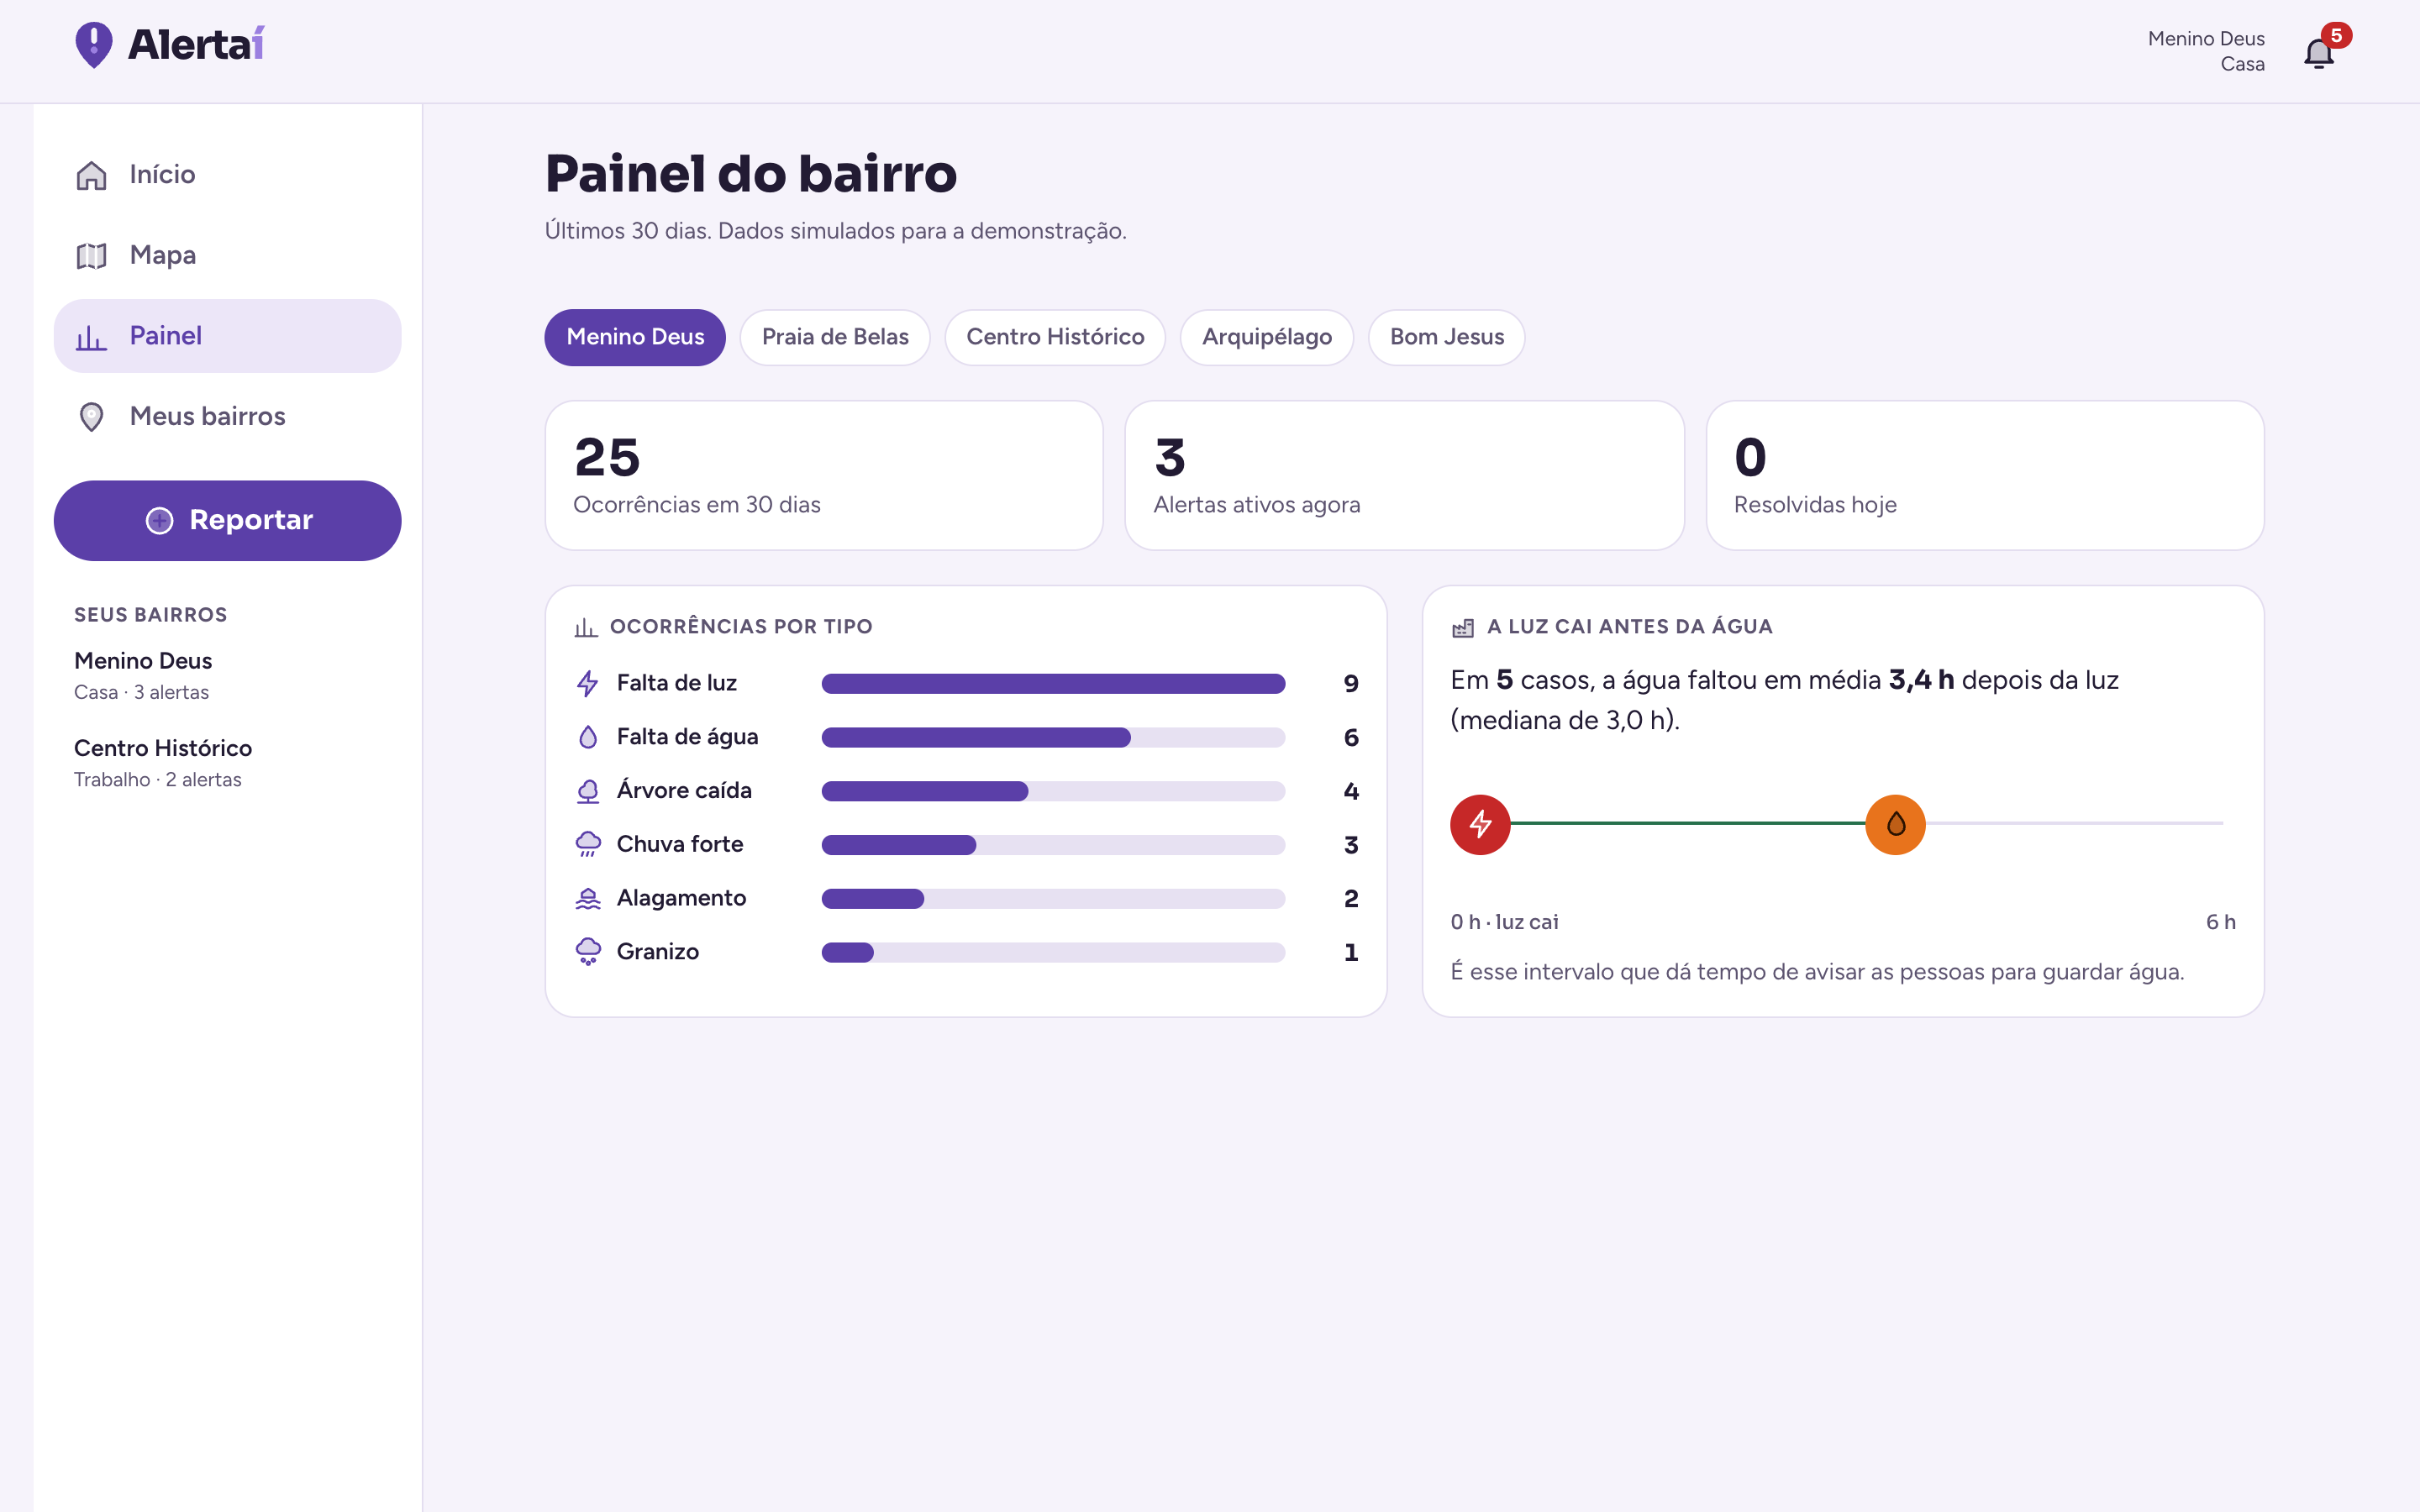 Alertaí
Menino Deus
Casa
5
Início
Mapa
Painel
Meus bairros
Reportar
SEUS BAIRROS
Menino Deus
Casa · 3 alertas
Centro Histórico
Trabalho · 2 alertas
Painel do bairro
Últimos 30 dias. Dados simulados para a demonstração.
Menino Deus
Praia de Belas
Centro Histórico
Arquipélago
Bom Jesus
25
Ocorrências em 30 dias
3
Alertas ativos agora
0
Resolvidas hoje
OCORRÊNCIAS POR TIPO
Falta de luz 9
Falta de água 6
Árvore caída 4
Chuva forte 3
Alagamento 2
Granizo 1
A LUZ CAI ANTES DA ÁGUA
Em 5 casos, a água faltou em média 3,4 h depois da luz
(mediana de 3,0 h).
0 h · luz cai
6 h
É esse intervalo que dá tempo de avisar as pessoas para guardar água.